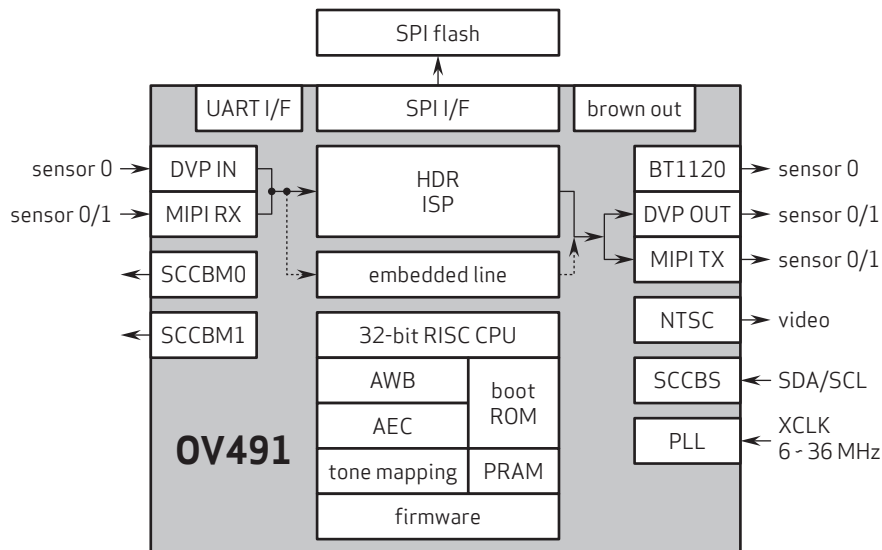 SPI flash
UART I/F
SPI I/F
brown out
sensor 0
DVP IN
HDR
ISP
BT1120
sensor 0
sensor 0/1
MIPI RX
DVP OUT
sensor 0/1
SCCBM0
embedded line
MIPI TX
sensor 0/1
SCCBM1
32-bit RISC CPU
NTSC
video
AWB
boot
ROM
SCCBS
SDA/SCL
AEC
OV491
PLL
XCLK
6 - 36 MHz
tone mapping
PRAM
firmware